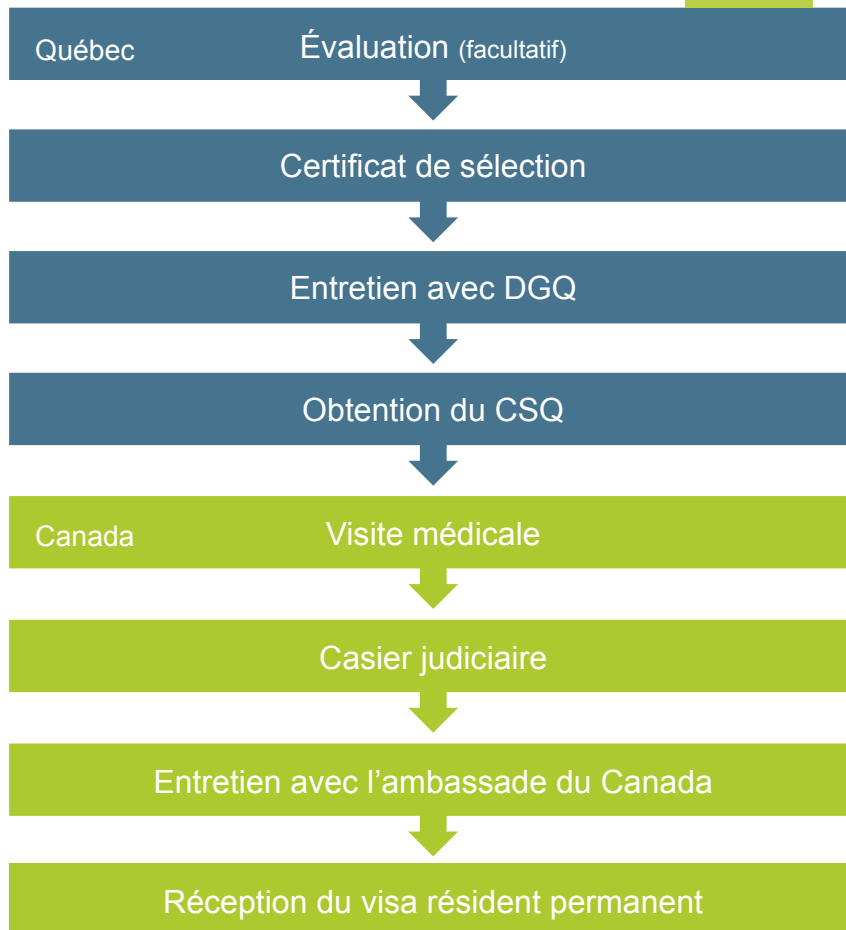 Québec Évaluation (facultatif)
Certificat de sélection
Entretien avec DGQ
Obtention du CSQ
Canada Visite médicale
Casier judiciaire
Entretien avec l’ambassade du Canada
Réception du visa résident permanent